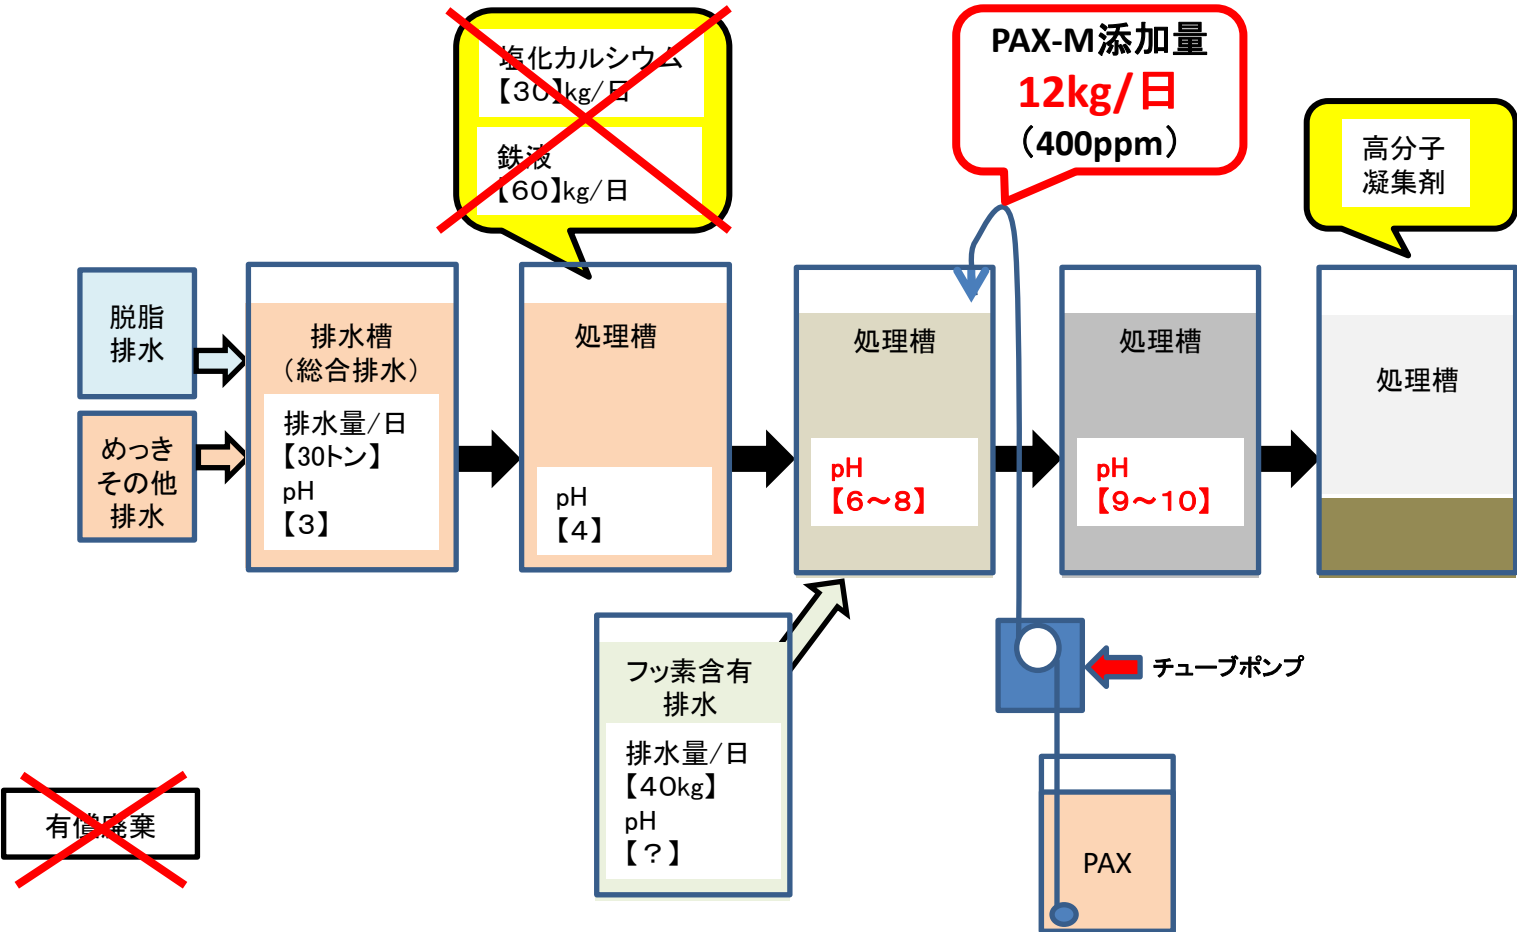 塩化カルシウム
【３０】kg/日
鉄液
【６０】kg/日
PAX-M添加量
12kg/日
（400ppm）
高分子
凝集剤
脱脂
排水
めっき
その他
排水
排水槽
（総合排水）
排水量/日
【30トン】
pH
【３】
処理槽
pH
【４】
処理槽
pH
【６～８】
処理槽
pH
【９～１０】
処理槽
フッ素含有
排水
排水量/日
【４０kg】
pH
【？】
チューブポンプ
PAX
有償廃棄